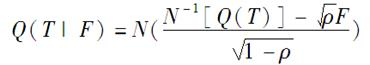 Q(T | F) = N(\frac{N^{-1}[Q(T)] - \sqrt{\rho}F}{\sqrt{1-\rho}})